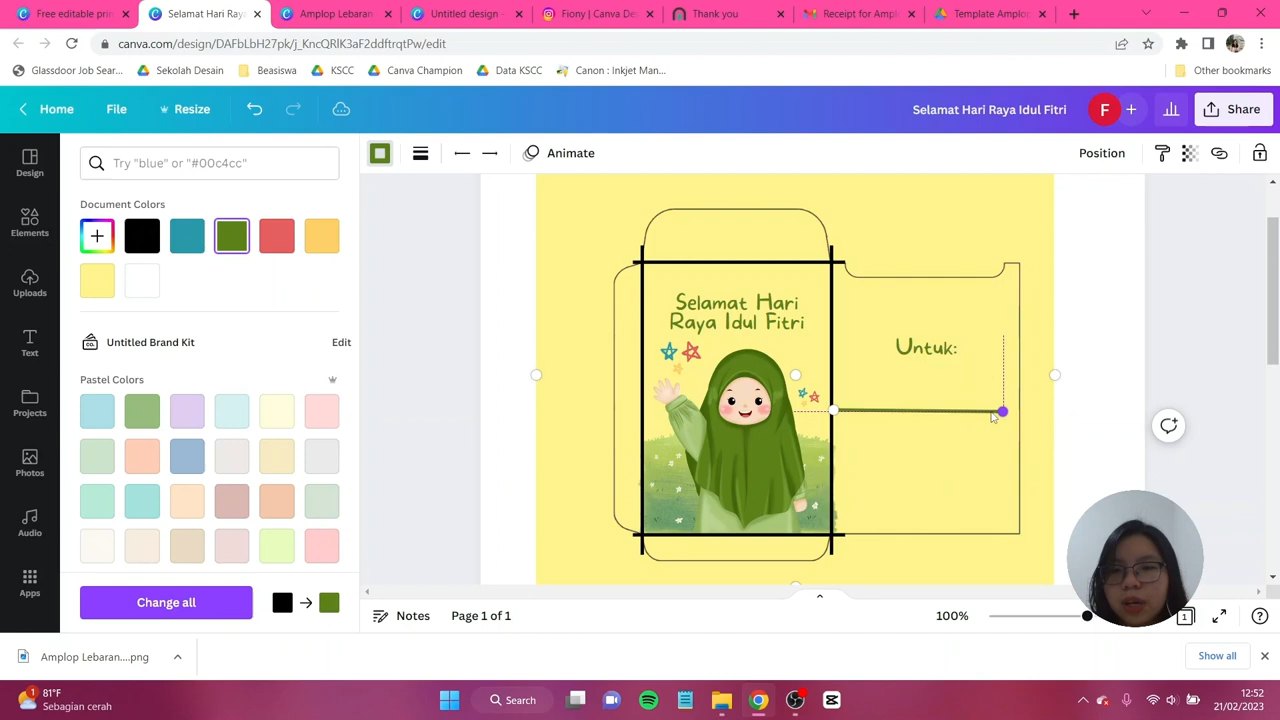 Free editable prin
Selamat Hari Raya
Amplop Lebaran
Untitled design -
Fiony | Canva De
Thank you
Receipt for Ampl
Template Amplop
canva.com/design/DAFbLbH27pk/j_KncQRlK3aF2ddftrqtPw/edit
Glassdoor Job Sear...
Sekolah Desain
Beasiswa
KSCC
Canva Champion
Data KSCC
Canon : Inkjet Man...
Other bookmarks
Home
File
Resize
Selamat Hari Raya Idul Fitri
F
Share
Design
Elements
Uploads
Text
Projects
Photos
Audio
Apps
Try "blue" or "#00c4cc"
Animate
Position
Document Colors
Untitled Brand Kit
Edit
Pastel Colors
Change all
Selamat Hari
Raya Idul Fitri
Untuk:
Notes
Page 1 of 1
100%
1
Amplop Lebaran....png
Show all
1
81°F
Sebagian cerah
Search
12:52
21/02/2023